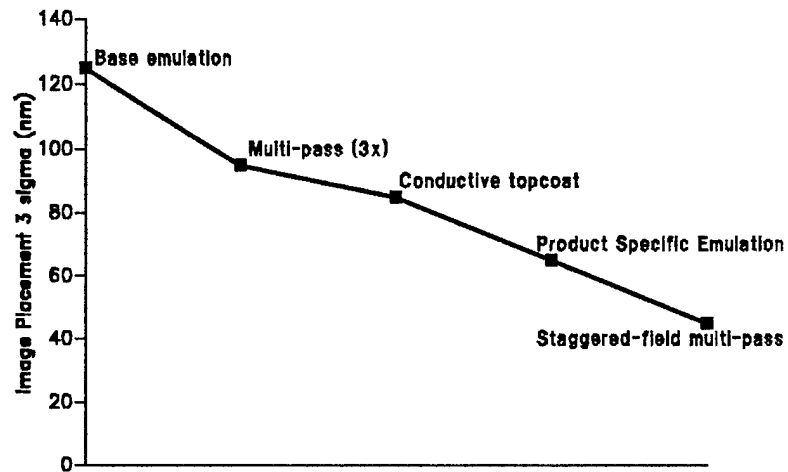 140
Base emulation
120
Multi-pass (3x)
100
Conductive topcoat
80
Product Specific Emulation
60
Staggered-field multi-pass
40
20
0
Image Placement 3 sigma (nm)